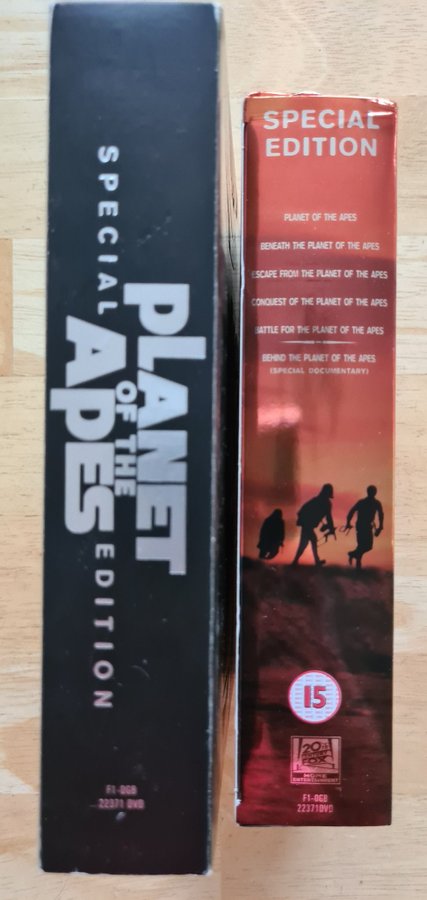 SPECIAL
PLANET
OF THE
APES
EDITION
F1-OGB
22371 DVD
SPECIAL
EDITION
PLANET OF THE APES
BENEATH THE PLANET OF THE APES
ESCAPE FROM THE PLANET OF THE APES
CONQUEST OF THE PLANET OF THE APES
BATTLE FOR THE PLANET OF THE APES
BEHIND THE PLANET OF THE APES
(SPECIAL DOCUMENTARY)
15
20TH
CENTURY
FOX
HOME
ENTERTAINMENT
F1-OGB
22371DVD